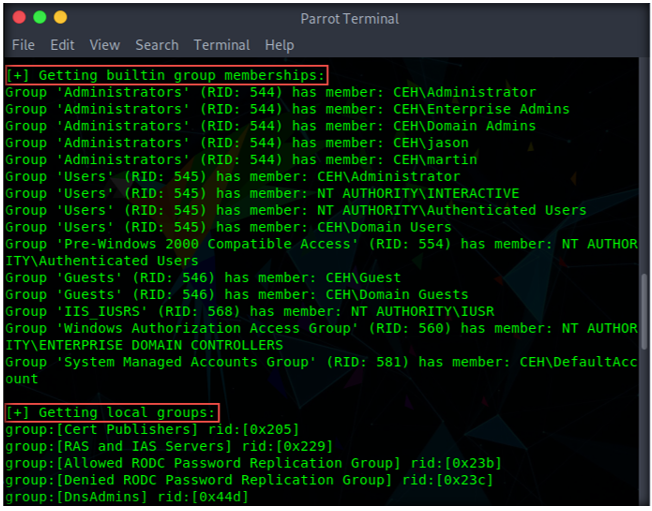 Parrot Terminal
File Edit View Search Terminal Help
[+] Getting builtin group memberships:
Group 'Administrators' (RID: 544) has member: CEH\Administrator
Group 'Administrators' (RID: 544) has member: CEH\Enterprise Admins
Group 'Administrators' (RID: 544) has member: CEH\Domain Admins
Group 'Administrators' (RID: 544) has member: CEH\jason
Group 'Administrators' (RID: 544) has member: CEH\martin
Group 'Users' (RID: 545) has member: CEH\Administrator
Group 'Users' (RID: 545) has member: NT AUTHORITY\INTERACTIVE
Group 'Users' (RID: 545) has member: NT AUTHORITY\Authenticated Users
Group 'Users' (RID: 545) has member: CEH\Domain Users
Group 'Pre-Windows 2000 Compatible Access' (RID: 554) has member: NT AUTHOR
ITY\Authenticated Users
Group 'Guests' (RID: 546) has member: CEH\Guest
Group 'Guests' (RID: 546) has member: CEH\Domain Guests
Group 'IIS_IUSRS' (RID: 568) has member: NT AUTHORITY\IUSR
Group 'Windows Authorization Access Group' (RID: 560) has member: NT AUTHOR
ITY\ENTERPRISE DOMAIN CONTROLLERS
Group 'System Managed Accounts Group' (RID: 581) has member: CEH\DefaultAcc
ount
[+] Getting local groups:
group:[Cert Publishers] rid:[0x205]
group:[RAS and IAS Servers] rid:[0x229]
group:[Allowed RODC Password Replication Group] rid:[0x23b]
group:[Denied RODC Password Replication Group] rid:[0x23c]
group:[DnsAdmins] rid:[0x44d]